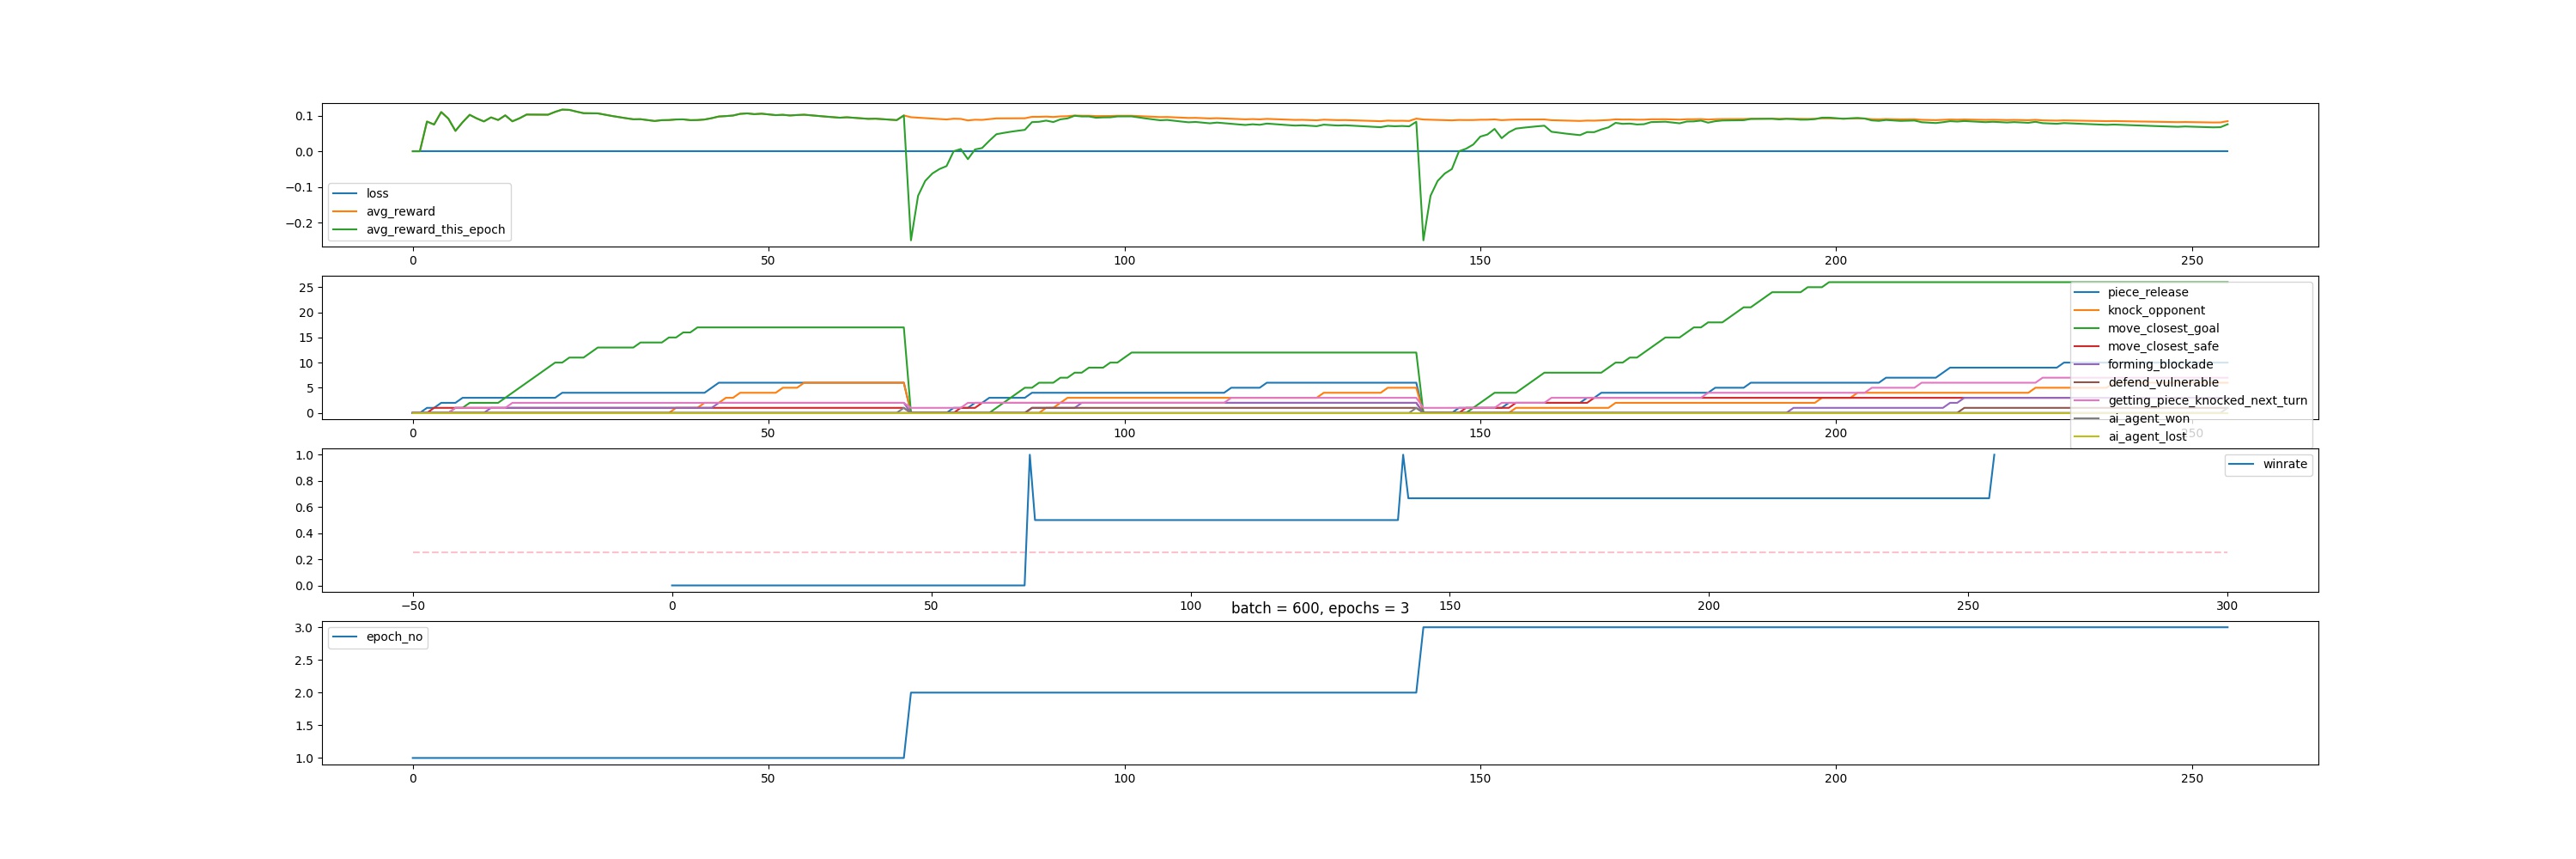 0.1
0.0
−0.1
−0.2
loss
avg_reward
avg_reward_this_epoch
0 50 100 150 200 250
25
20
15
10
5
0
piece_release
knock_opponent
move_closest_goal
move_closest_safe
forming_blockade
defend_vulnerable
getting_piece_knocked_next_turn
ai_agent_won
ai_agent_lost
0 50 100 150 200 250
1.0
0.8
0.6
0.4
0.2
0.0
winrate
−50 0 50 100 150 200 250 300
batch = 600, epochs = 3
3.0
2.5
2.0
1.5
1.0
epoch_no
0 50 100 150 200 250